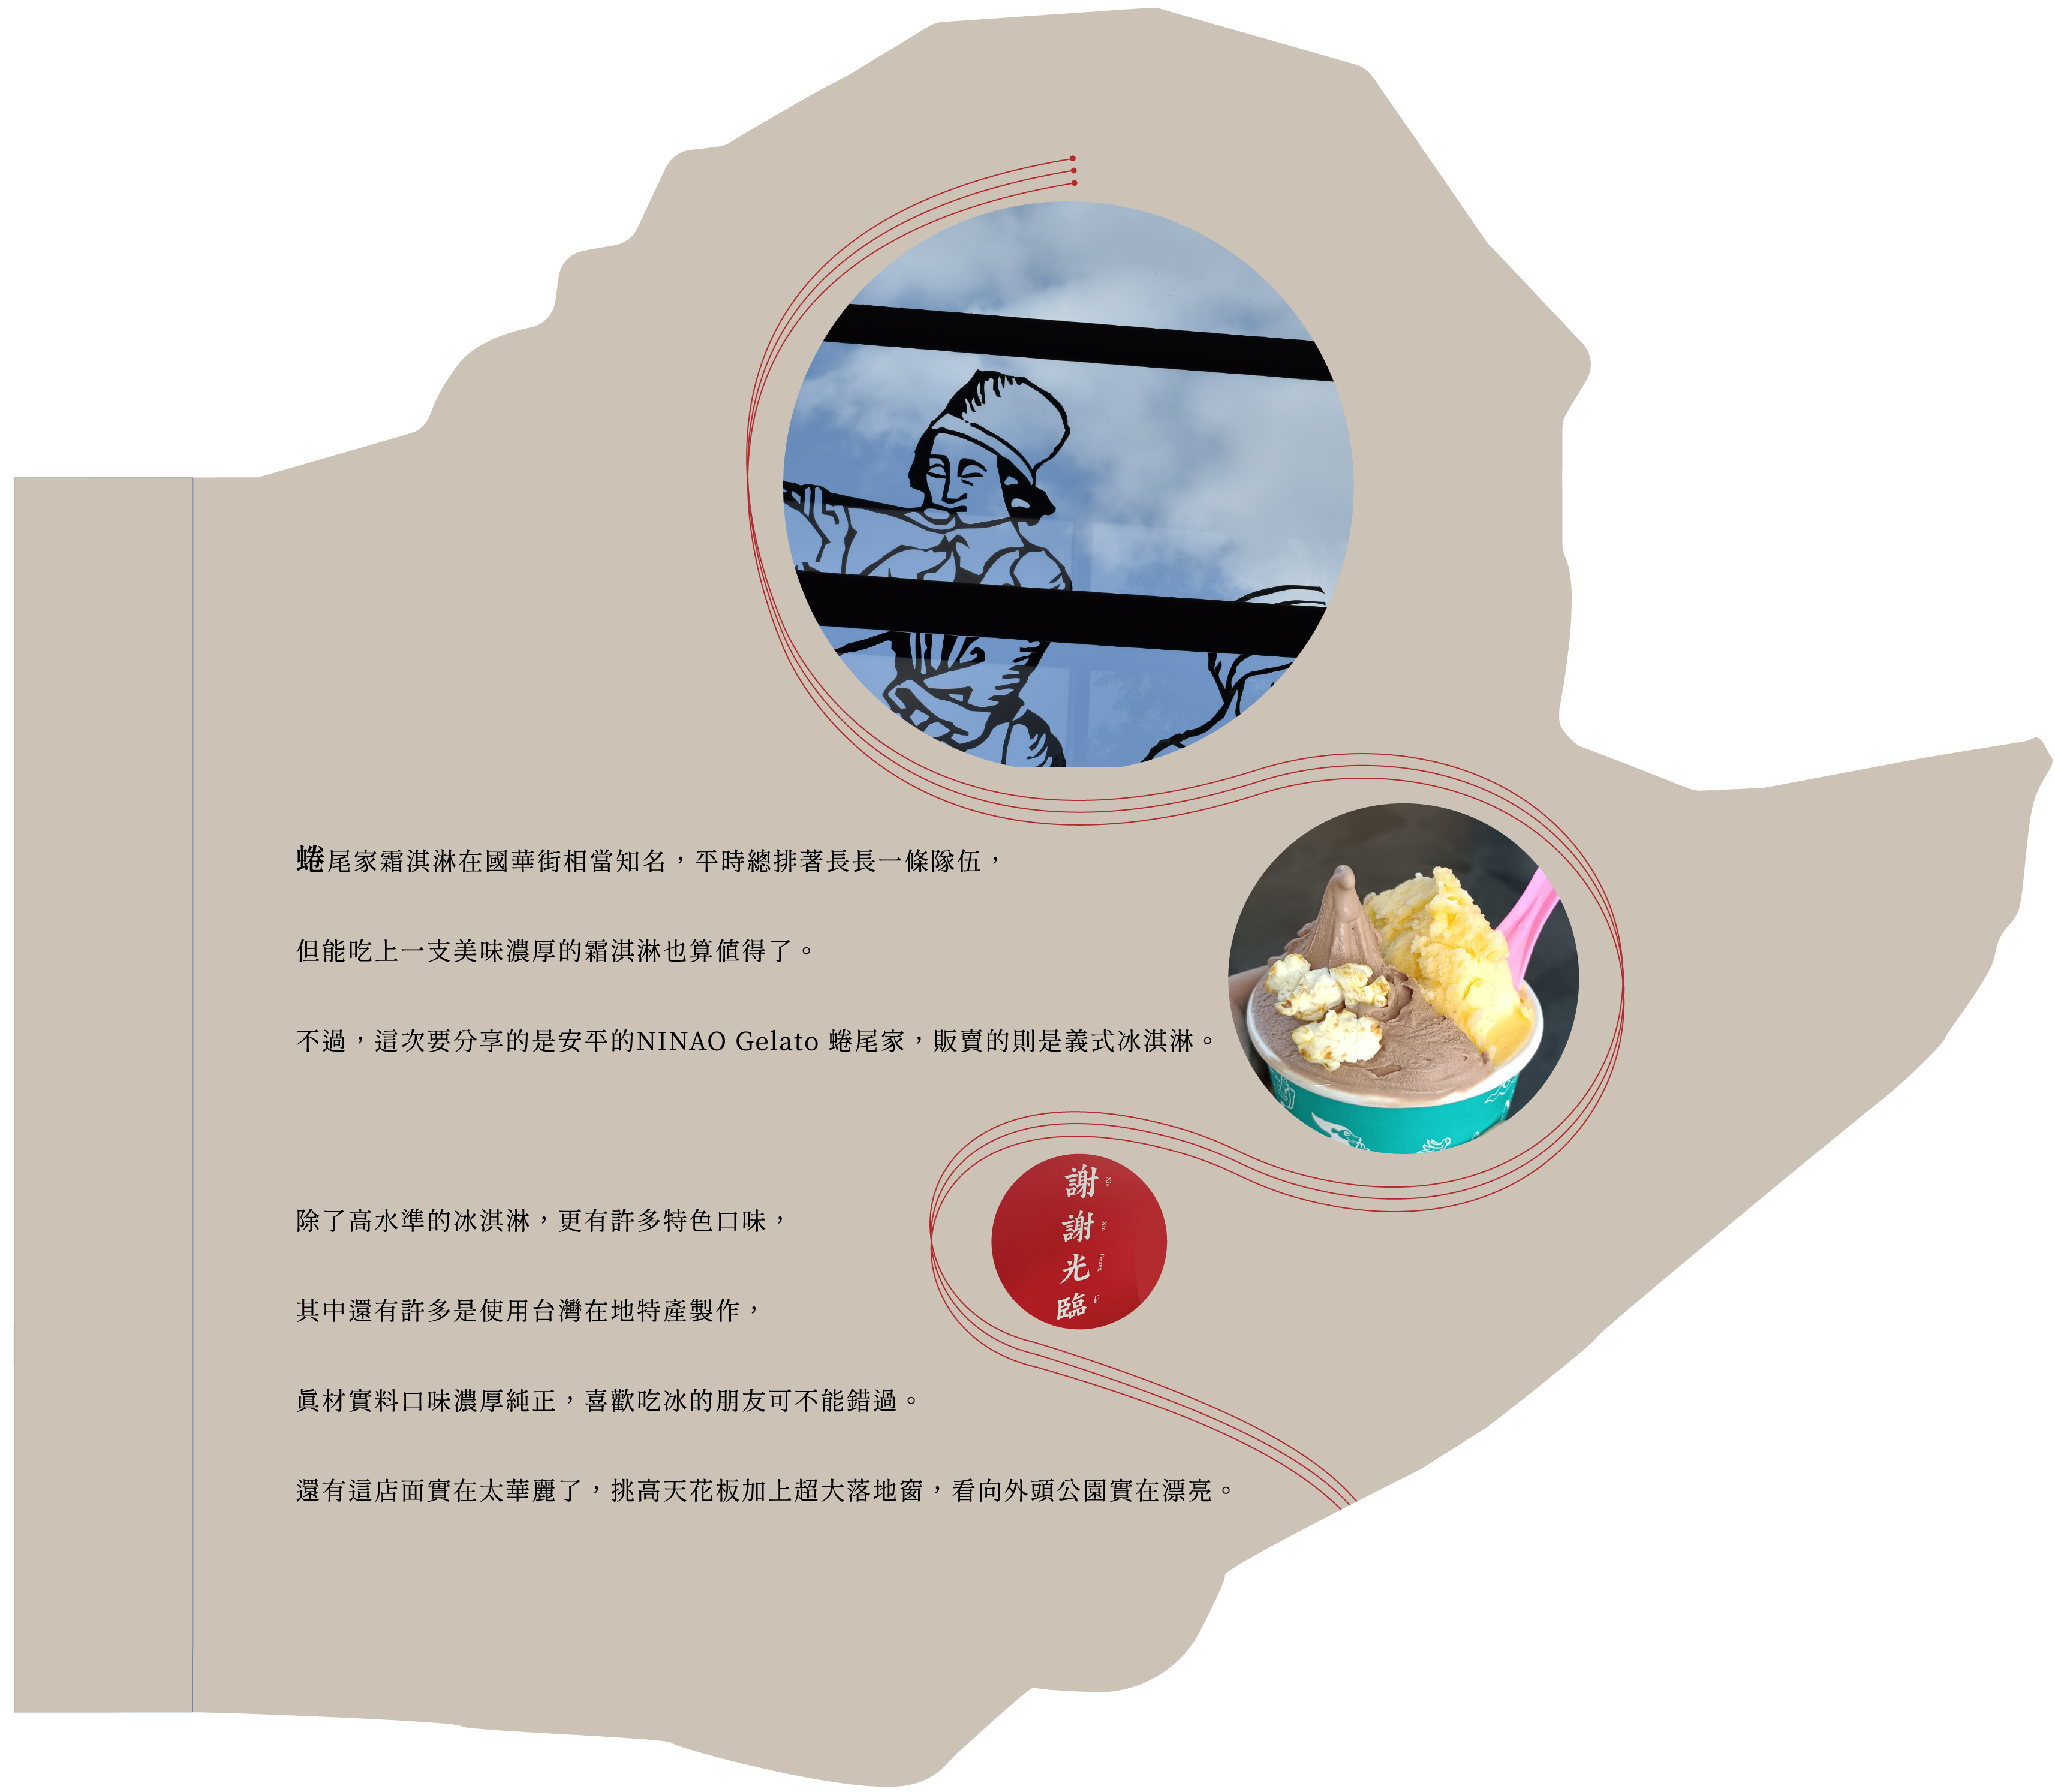 蜷尾家霜淇淋在國華街相當知名，平時總排著長長一條隊伍，
但能吃上一支美味濃厚的霜淇淋也算値得了。
不過，這次要分享的是安平的NINAO Gelato 蜷尾家，販賣的則是義式冰淇淋。
謝 Xie
謝 Xie
光 Guang
臨 Lin
除了高水準的冰淇淋，更有許多特色口味，
其中還有許多是使用台灣在地特產製作，
眞材實料口味濃厚純正，喜歡吃冰的朋友可不能錯過。
還有這店面實在太華麗了，挑高天花板加上超大落地窗，看向外頭公園實在漂亮。